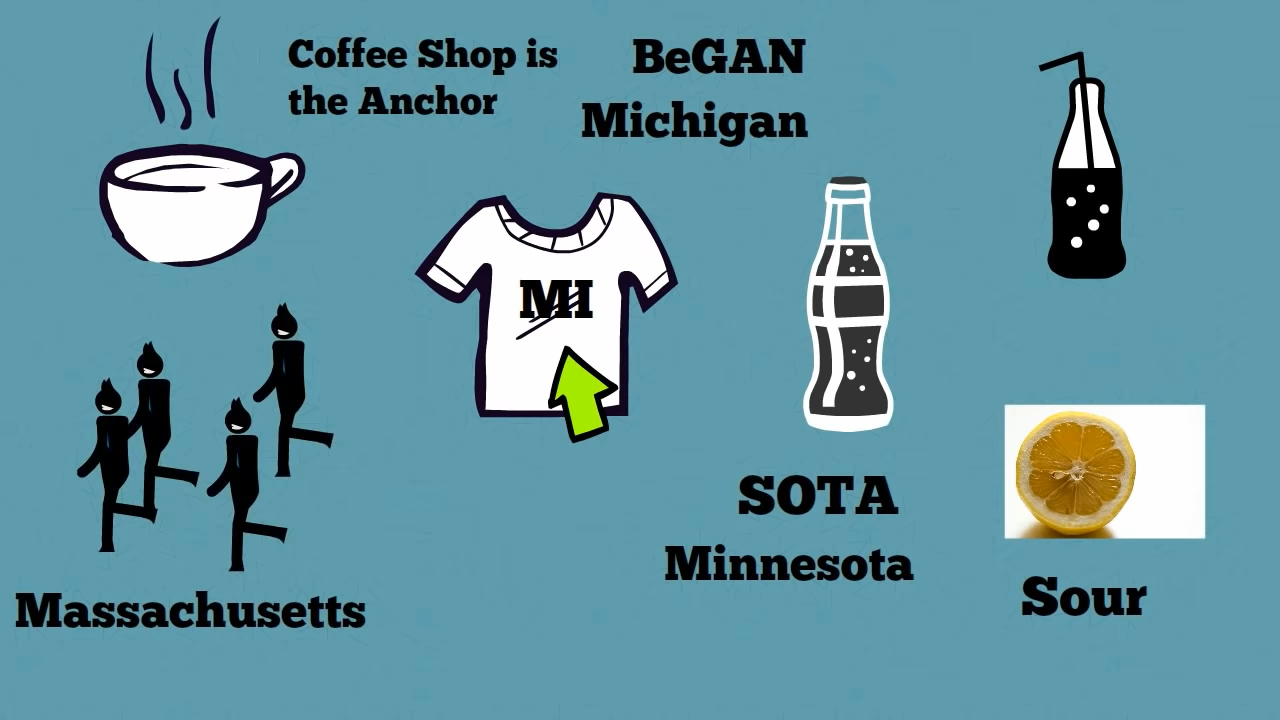 Coffee Shop is
the Anchor
BeGAN
Michigan
MI
SOTA
Minnesota
Sour
Massachusetts